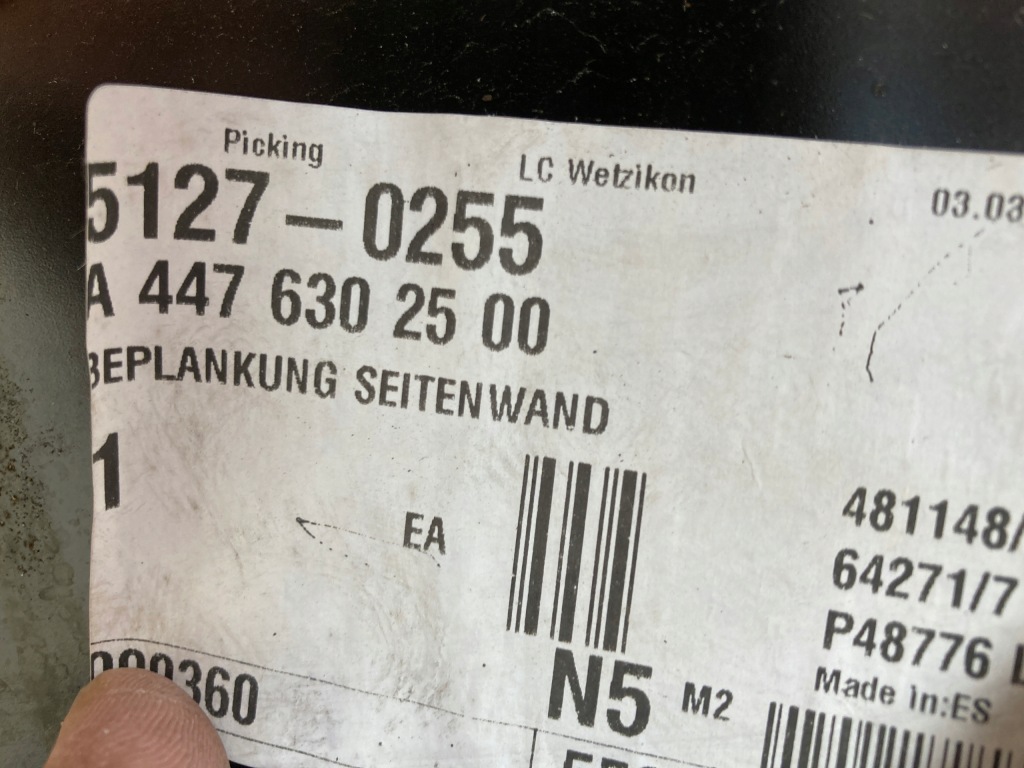 Picking
LC Wetzikon
03.03
5127-0255
A 447 630 25 00
BEPLANKUNG SEITENWAND
1
EA
481148/
64271/7
P48776
Made in:ES
N5 M2
000360